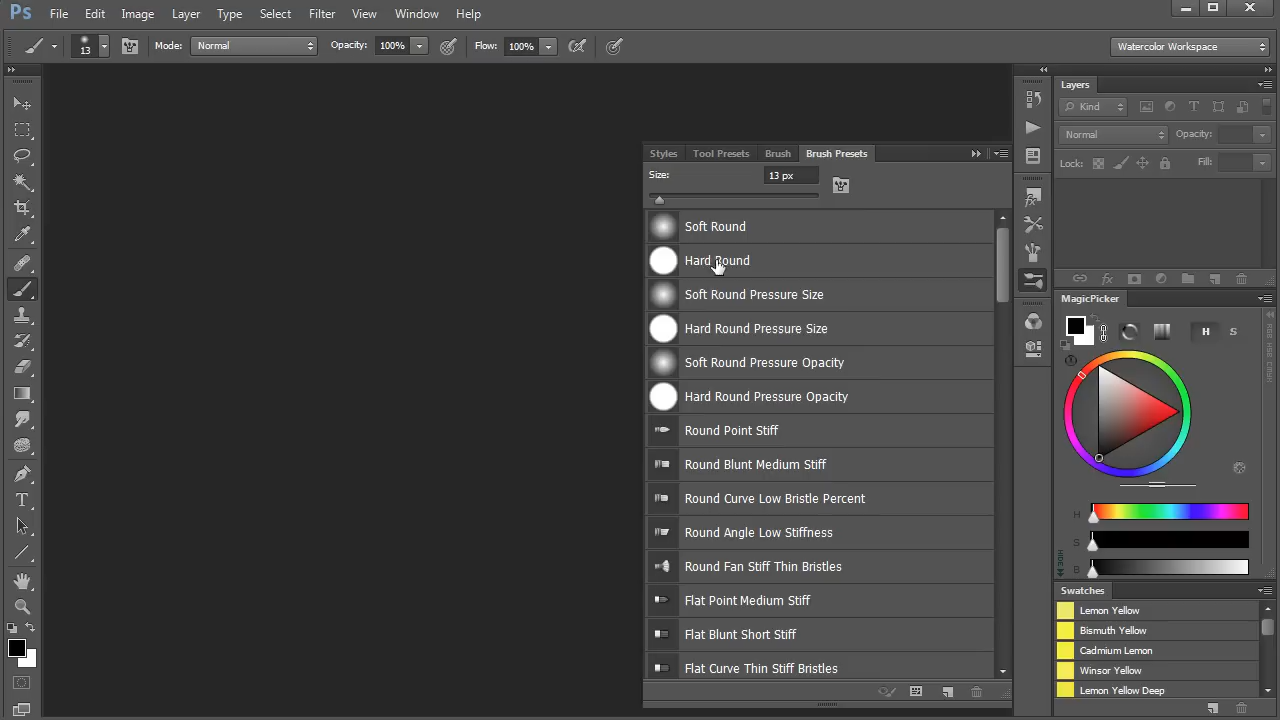 Ps File Edit Image Layer Type Select Filter View Window Help
13 Mode: Normal Opacity: 100% Flow: 100% Watercolor Workspace
Layers
Kind
Normal Opacity:
Lock: Fill:
Styles Tool Presets Brush Brush Presets
Size: 13 px
Soft Round
Hard Round
Soft Round Pressure Size
Hard Round Pressure Size
Soft Round Pressure Opacity
Hard Round Pressure Opacity
Round Point Stiff
Round Blunt Medium Stiff
Round Curve Low Bristle Percent
Round Angle Low Stiffness
Round Fan Stiff Thin Bristles
Flat Point Medium Stiff
Flat Blunt Short Stiff
Flat Curve Thin Stiff Bristles
MagicPicker
H S
H
S
B
Swatches
Lemon Yellow
Bismuth Yellow
Cadmium Lemon
Winsor Yellow
Lemon Yellow Deep